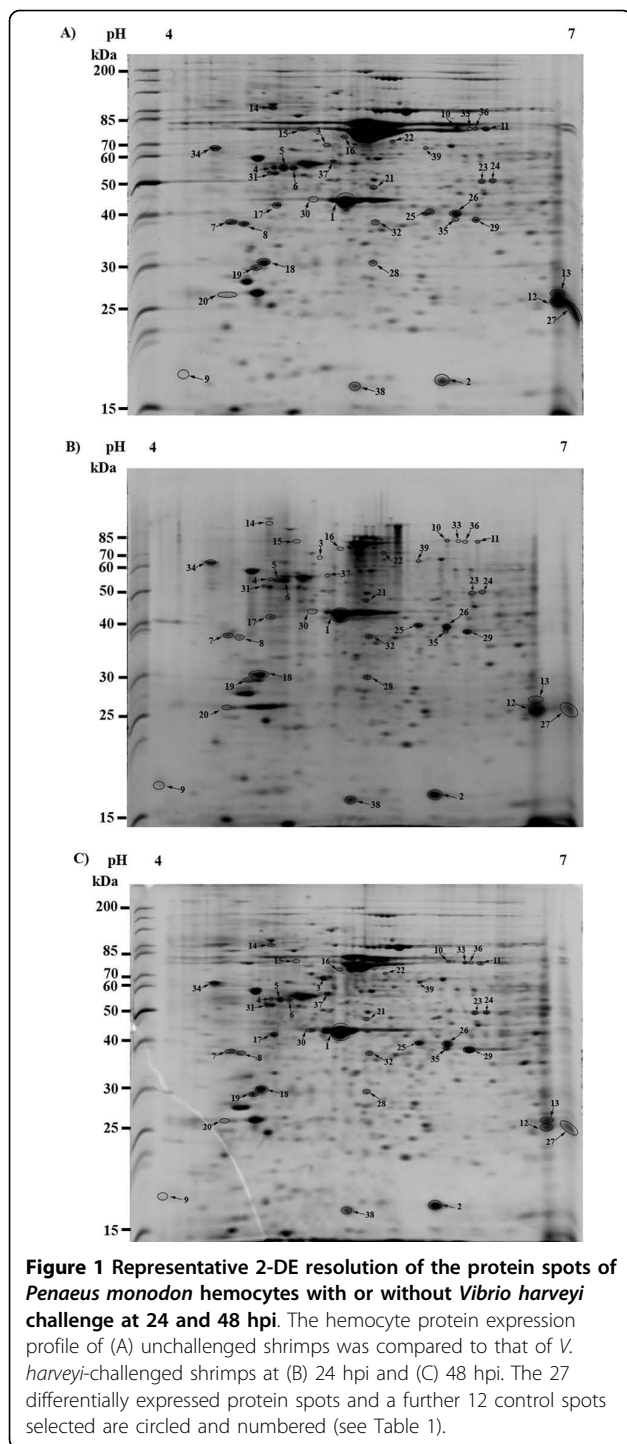 A) pH 4 7
kDa
200
14
10 33 36
85
15 3 22 11
70
34 16 39
60
5 37 23 24
4
50
31 6 21
17 30 26
40
7 8 1 25
32 35 29
30
19 18 28
20 13
25
12
27
9
38 2
15
B) pH 4 7
kDa
14
85
15 16 10 33 36 11
70
3 22 39
60
34 5 37
4 23 24
50
31 6 21
17 30 26
40
7 8 1 25
32 35 29
30
19 18 28
13
25
20 12
27
9
38 2
15
C) pH 4 7
kDa
200
14
85
15 16 10 33 36 11
70
3 22 39
60
34 5
4 37 23 24
50
31 6 21
17 30 26
40
1 25
7 8 32 35 29
30
19 18 28
20 13
25
12
27
9
38 2
15
Figure 1 Representative 2-DE resolution of the protein spots of
Penaeus monodon hemocytes with or without Vibrio harveyi
challenge at 24 and 48 hpi. The hemocyte protein expression
profile of (A) unchallenged shrimps was compared to that of V.
harveyi-challenged shrimps at (B) 24 hpi and (C) 48 hpi. The 27
differentially expressed protein spots and a further 12 control spots
selected are circled and numbered (see Table 1).